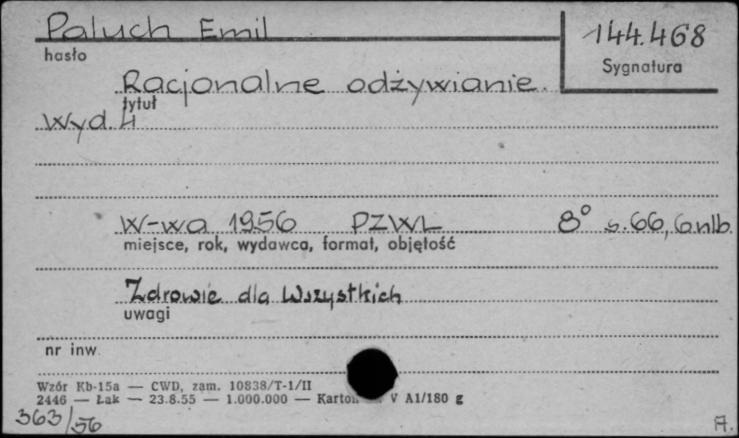 Paluch Emil
hasło
144.468
Sygnatura
Racjonalne odżywianie.
tytuł
Wyd. 4
W-wa 1956 PZWL 8° s. 66, 6 nlb.
miejsce, rok, wydawca, format, objętość
Zdrowie dla Wszystkich
uwagi
nr inw.
Wzór Kb-15a — CWD, zam. 10838/T-1/II
2446 — Łak — 23.8.55 — 1.000.000 — Karton V A1/180 g
363/56
A.